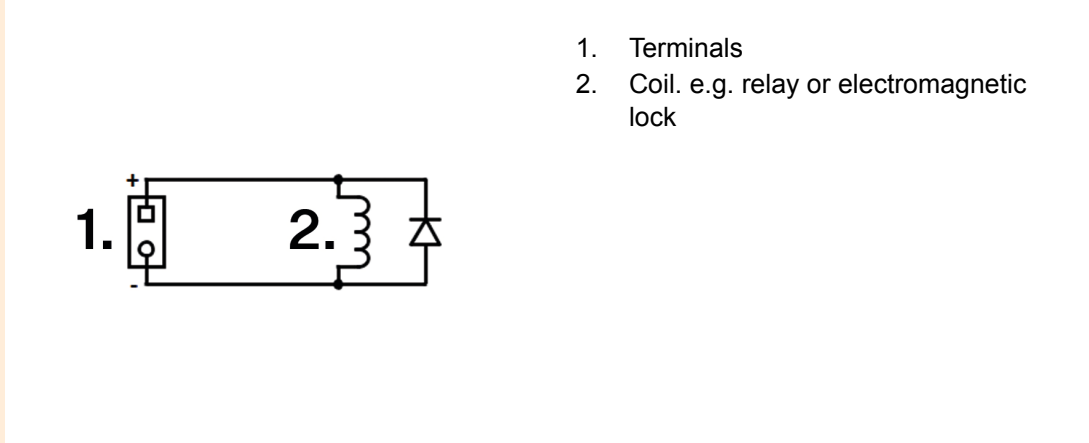 1. Terminals
2. Coil. e.g. relay or electromagnetic
lock
+
1.
2.
-